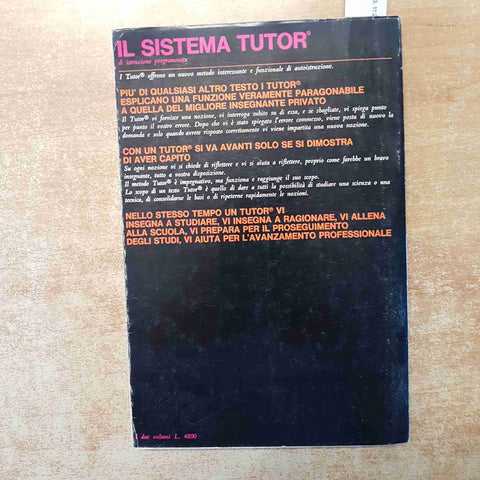 IL SISTEMA TUTOR®
di istruzione programmata
I Tutor® offrono un nuovo metodo interessante e funzionale di autoistruzione.
PIU' DI QUALSIASI ALTRO TESTO I TUTOR®
ESPLICANO UNA FUNZIONE VERAMENTE PARAGONABILE
A QUELLA DEL MIGLIORE INSEGNANTE PRIVATO
Il Tutor® vi fornisce una nozione, vi interroga subito su di essa, e se sbagliate, vi spiega punto
per punto il vostro errore. Dopo che vi è stato spiegato l'errore commesso, viene posta di nuovo la
domanda e solo quando avrete risposto correttamente vi viene impartita una nuova nozione.
CON UN TUTOR® SI VA AVANTI SOLO SE SI DIMOSTRA
DI AVER CAPITO
Su ogni nozione vi si chiede di riflettere e vi si aiuta a riflettere, proprio come farebbe un bravo
insegnante, tutto a vostra disposizione.
Il metodo Tutor® è impegnativo, ma funziona e raggiunge il suo scopo.
Lo scopo di un testo Tutor® è quello di dare a tutti la possibilità di studiare una scienza o una
tecnica, di consolidarne le basi o di ripeterne rapidamente le nozioni.
NELLO STESSO TEMPO UN TUTOR® VI
INSEGNA A STUDIARE, VI INSEGNA A RAGIONARE, VI ALLENA
ALLA SCUOLA, VI PREPARA PER IL PROSEGUIMENTO
DEGLI STUDI, VI AIUTA PER L'AVANZAMENTO PROFESSIONALE
I due volumi L. 4800